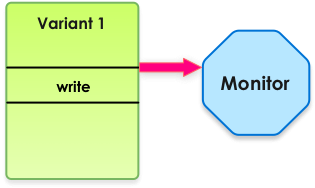 Variant 1
write
Monitor